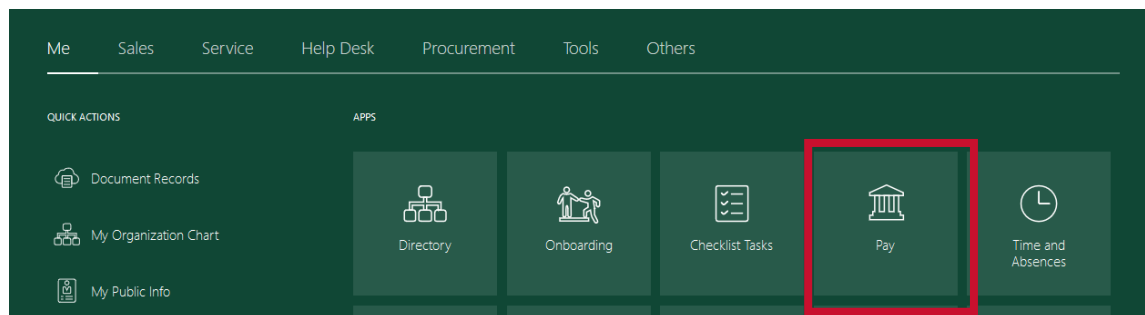 Me Sales Service Help Desk Procurement Tools Others
QUICK ACTIONS
Document Records
My Organization Chart
My Public Info
APPS
Directory
Onboarding
Checklist Tasks
Pay
Time and
Absences